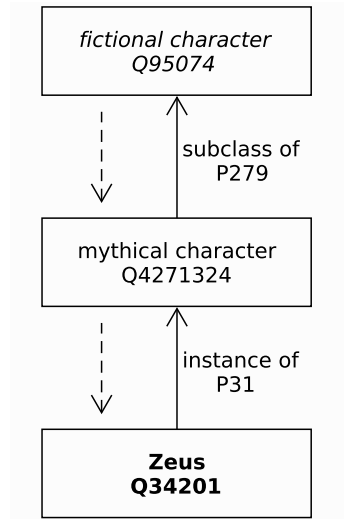 fictional character
Q95074
subclass of
P279
mythical character
Q4271324
instance of
P31
Zeus
Q34201